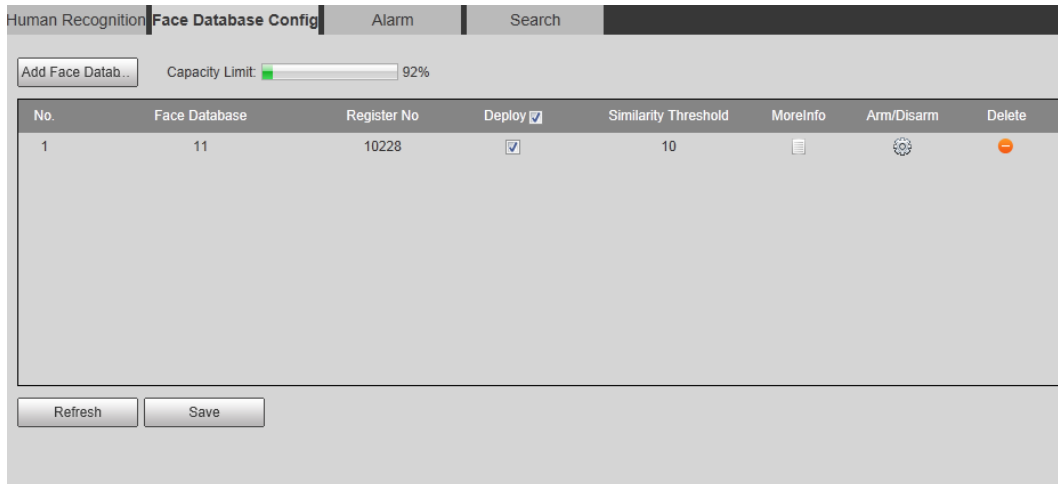 Human Recognition Face Database Config Alarm Search
Add Face Datab... Capacity Limit: 92%
No. Face Database Register No Deploy Similarity Threshold MoreInfo Arm/Disarm Delete
1 11 10228 10
Refresh Save